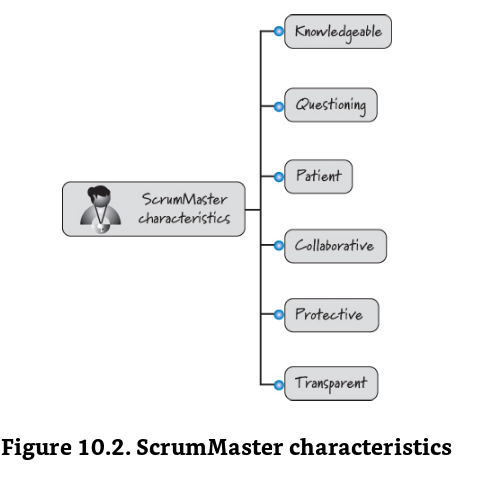 Knowledgeable
Questioning
Patient
ScrumMaster
characteristics
Collaborative
Protective
Transparent
Figure 10.2. ScrumMaster characteristics